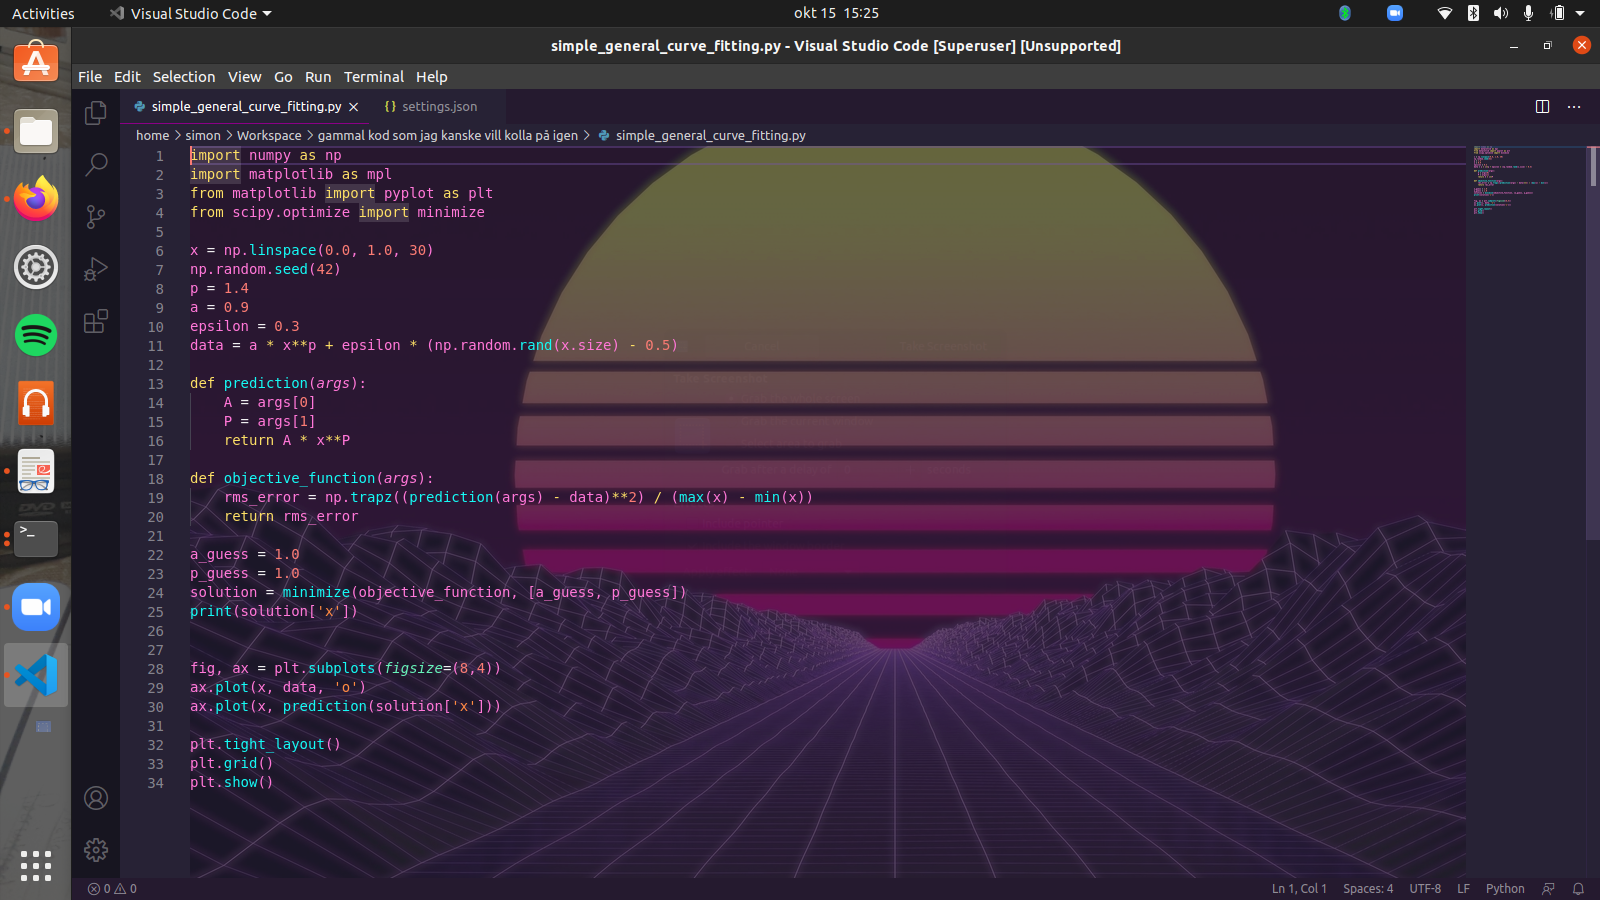 Activities
Visual Studio Code
okt 15 15:25
simple_general_curve_fitting.py - Visual Studio Code [Superuser] [Unsupported]
File Edit Selection View Go Run Terminal Help
simple_general_curve_fitting.py
{} settings.json
home > simon > Workspace > gammal kod som jag kanske vill kolla på igen > simple_general_curve_fitting.py
1 import numpy as np
2 import matplotlib as mpl
3 from matplotlib import pyplot as plt
4 from scipy.optimize import minimize
5
6 x = np.linspace(0.0, 1.0, 30)
7 np.random.seed(42)
8 p = 1.4
9 a = 0.9
10 epsilon = 0.3
11 data = a * x**p + epsilon * (np.random.rand(x.size) - 0.5)
12
13 def prediction(args):
14     A = args[0]
15     P = args[1]
16     return A * x**P
17
18 def objective_function(args):
19     rms_error = np.trapz((prediction(args) - data)**2) / (max(x) - min(x))
20     return rms_error
21
22 a_guess = 1.0
23 p_guess = 1.0
24 solution = minimize(objective_function, [a_guess, p_guess])
25 print(solution['x'])
26
27
28 fig, ax = plt.subplots(figsize=(8,4))
29 ax.plot(x, data, 'o')
30 ax.plot(x, prediction(solution['x']))
31
32 plt.tight_layout()
33 plt.grid()
34 plt.show()
0 0
Ln 1, Col 1 Spaces: 4 UTF-8 LF Python